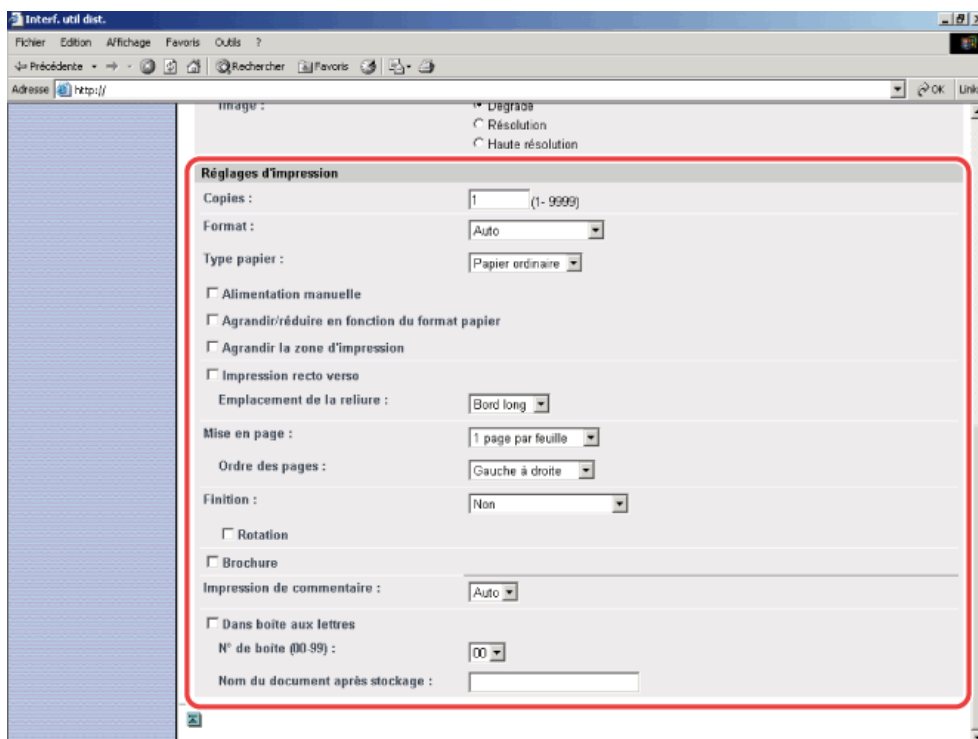 Interf. util dist.
Fichier Edition Affichage Favoris Outils ?
Précédente Rechercher Favoris
Adresse http:// OK Link
Image : Dégradé
Résolution
Haute résolution
Réglages d'impression
Copies : 1 (1- 9999)
Format : Auto
Type papier : Papier ordinaire
Alimentation manuelle
Agrandir/réduire en fonction du format papier
Agrandir la zone d'impression
Impression recto verso
Emplacement de la reliure : Bord long
Mise en page : 1 page par feuille
Ordre des pages : Gauche à droite
Finition : Non
Rotation
Brochure
Impression de commentaire : Auto
Dans boîte aux lettres
N° de boîte (00-99) : 00
Nom du document après stockage :